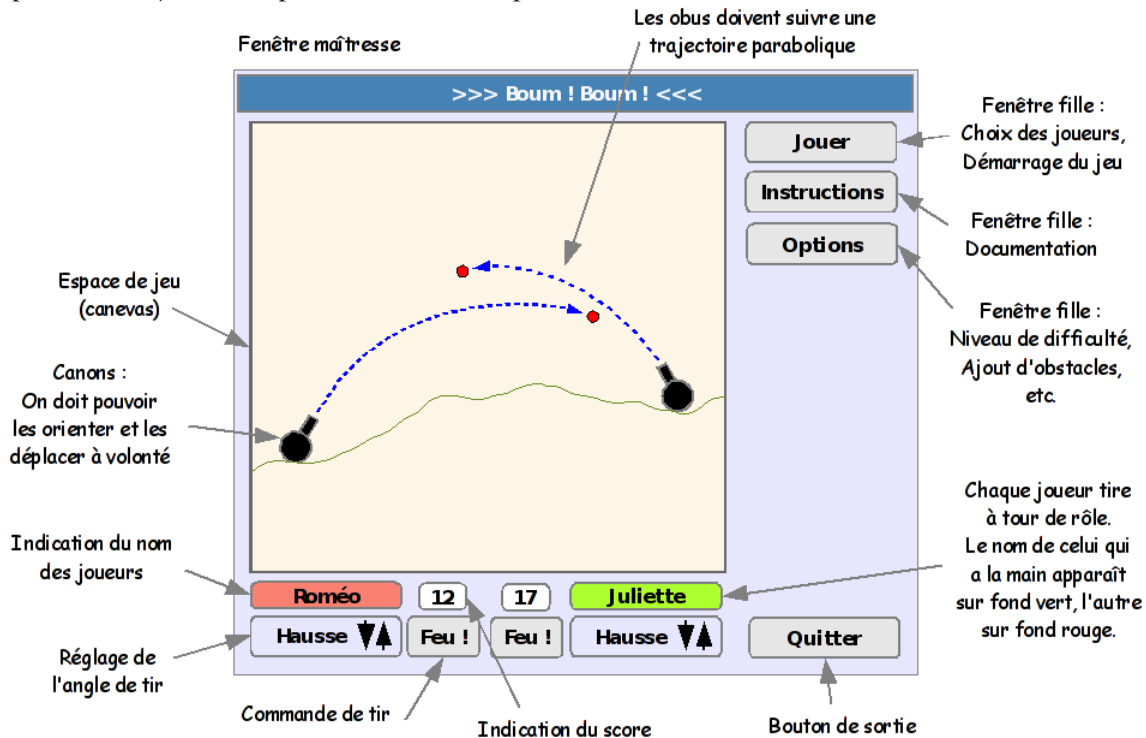 Les obus doivent suivre une
trajectoire parabolique
Fenêtre maîtresse
>>> Boum ! Boum ! <<<
Jouer
Instructions
Options
Fenêtre fille :
Choix des joueurs,
Démarrage du jeu
Fenêtre fille :
Documentation
Fenêtre fille :
Niveau de difficulté,
Ajout d'obstacles,
etc.
Espace de jeu
(canevas)
Canons :
On doit pouvoir
les orienter et les
déplacer à volonté
Chaque joueur tire
à tour de rôle.
Le nom de celui qui
a la main apparaît
sur fond vert, l'autre
sur fond rouge.
Indication du nom
des joueurs
Roméo
12
17
Juliette
Hausse
Feu !
Feu !
Hausse
Quitter
Réglage de
l'angle de tir
Commande de tir
Indication du score
Bouton de sortie